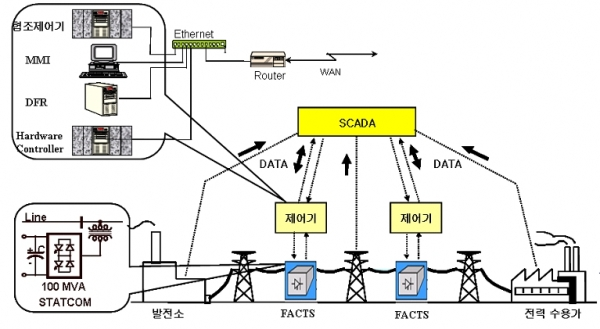 협조제어기
Ethernet
MMI
Router
WAN
DFR
SCADA
Hardware
Controller
DATA
DATA
제어기
제어기
Line
C
100 MVA
STATCOM
발전소
FACTS
FACTS
전력 수용가